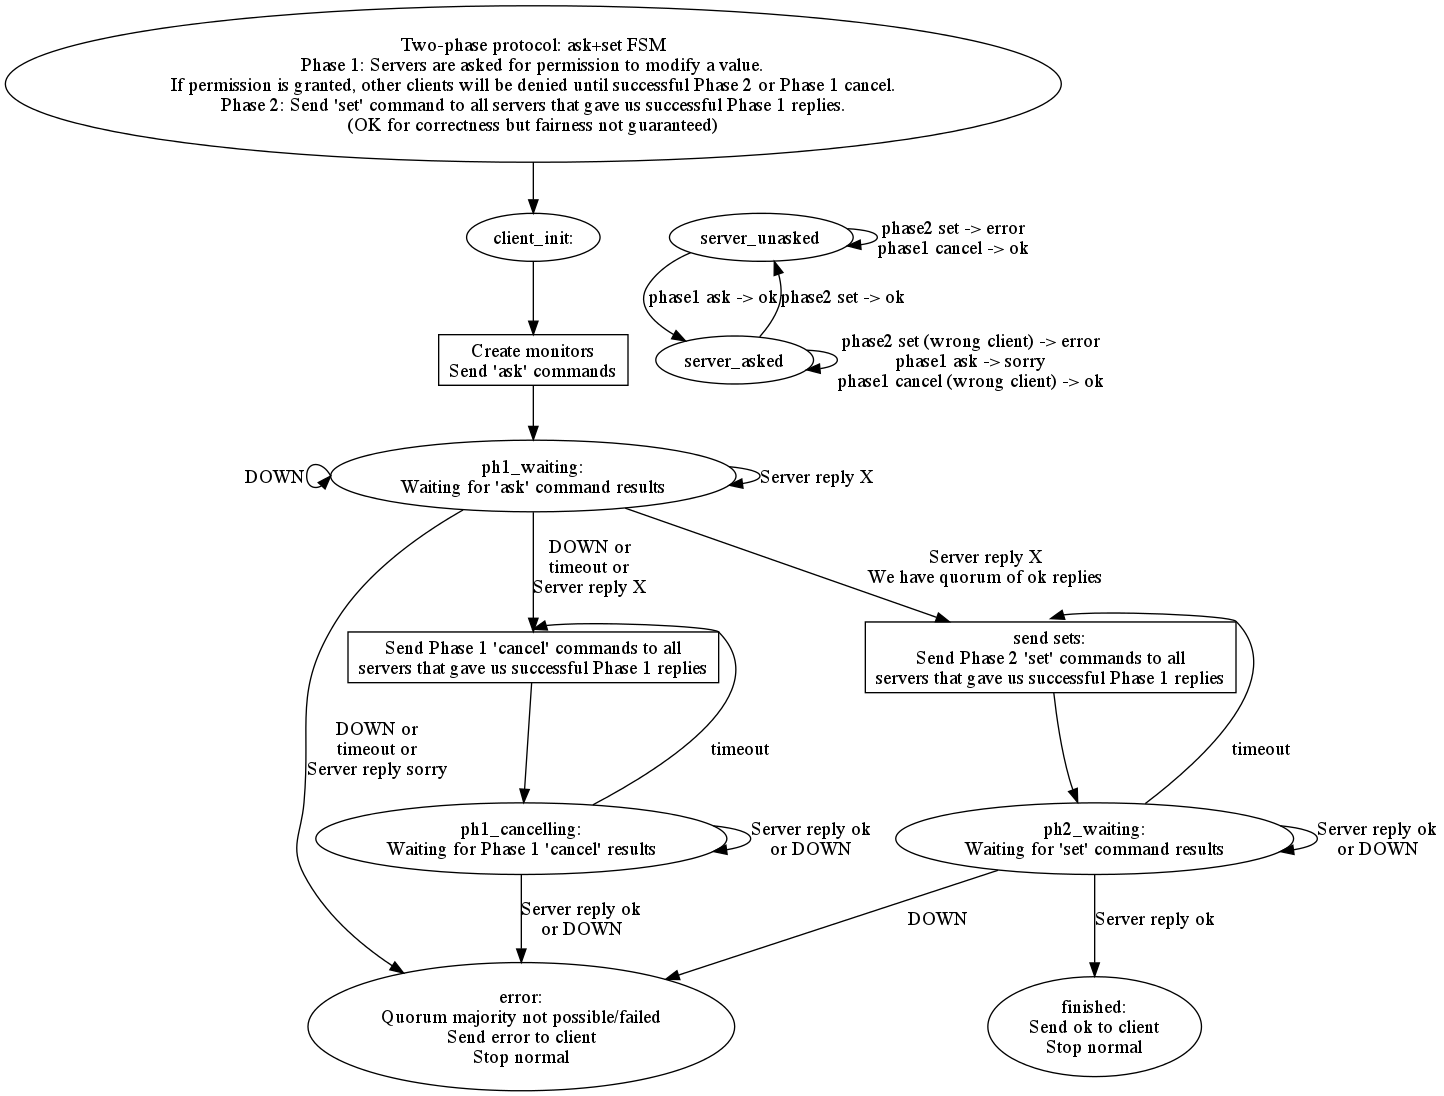 Two-phase protocol: ask+set FSM
Phase 1: Servers are asked for permission to modify a value.
If permission is granted, other clients will be denied until successful Phase 2 or Phase 1 cancel.
Phase 2: Send 'set' command to all servers that gave us successful Phase 1 replies.
(OK for correctness but fairness not guaranteed)
client_init:
server_unasked
phase2 set -> error
phase1 cancel -> ok
phase1 ask -> ok
phase2 set -> ok
Create monitors
Send 'ask' commands
server_asked
phase2 set (wrong client) -> error
phase1 ask -> sorry
phase1 cancel (wrong client) -> ok
DOWN
ph1_waiting:
Waiting for 'ask' command results
Server reply X
DOWN or
timeout or
Server reply X
Server reply X
We have quorum of ok replies
Send Phase 1 'cancel' commands to all
servers that gave us successful Phase 1 replies
send sets:
Send Phase 2 'set' commands to all
servers that gave us successful Phase 1 replies
DOWN or
timeout or
Server reply sorry
timeout
timeout
ph1_cancelling:
Waiting for Phase 1 'cancel' results
Server reply ok
or DOWN
ph2_waiting:
Waiting for 'set' command results
Server reply ok
or DOWN
Server reply ok
or DOWN
DOWN
Server reply ok
error:
Quorum majority not possible/failed
Send error to client
Stop normal
finished:
Send ok to client
Stop normal